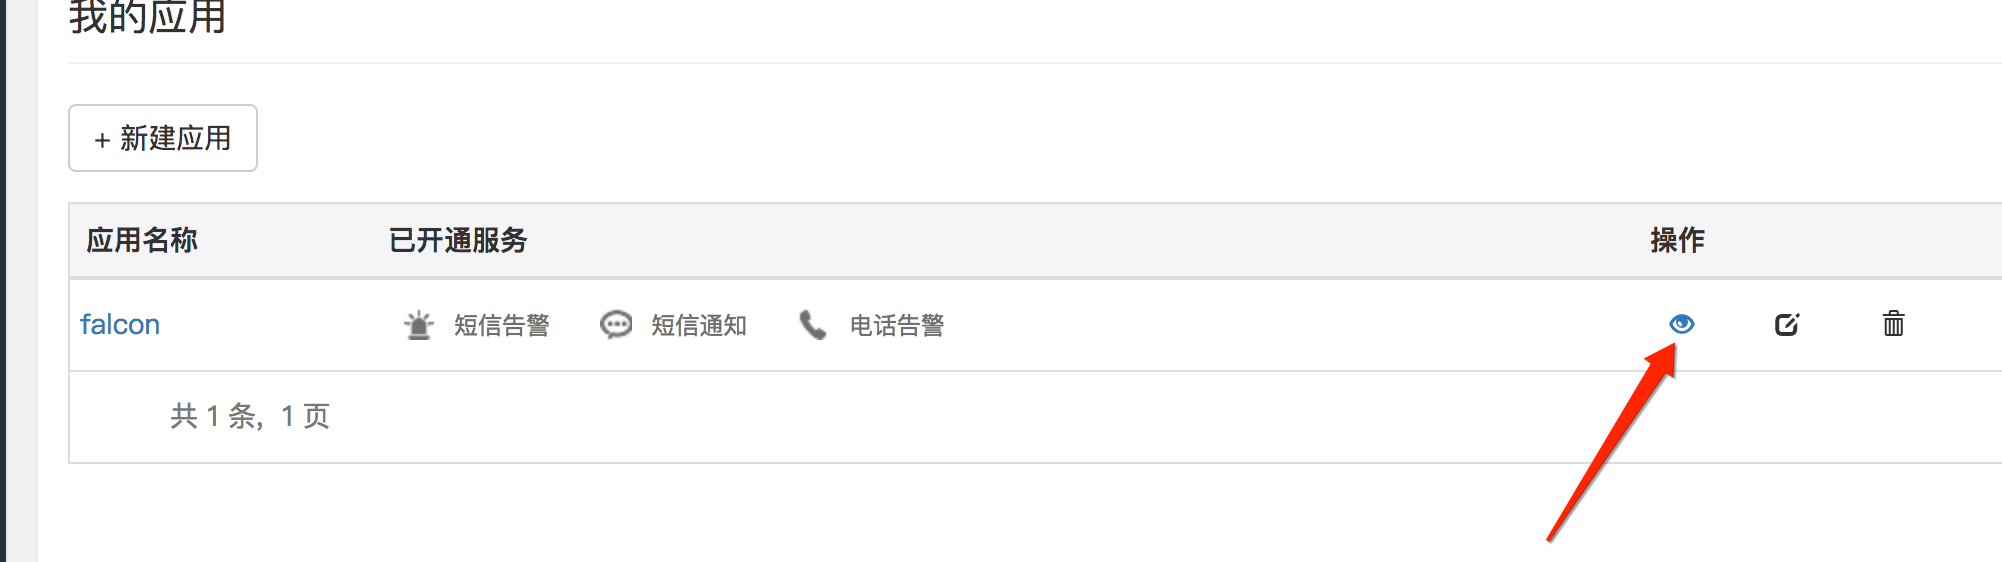 我的应用
+ 新建应用
应用名称 已开通服务 操作
falcon 短信告警 短信通知 电话告警
共 1 条, 1 页